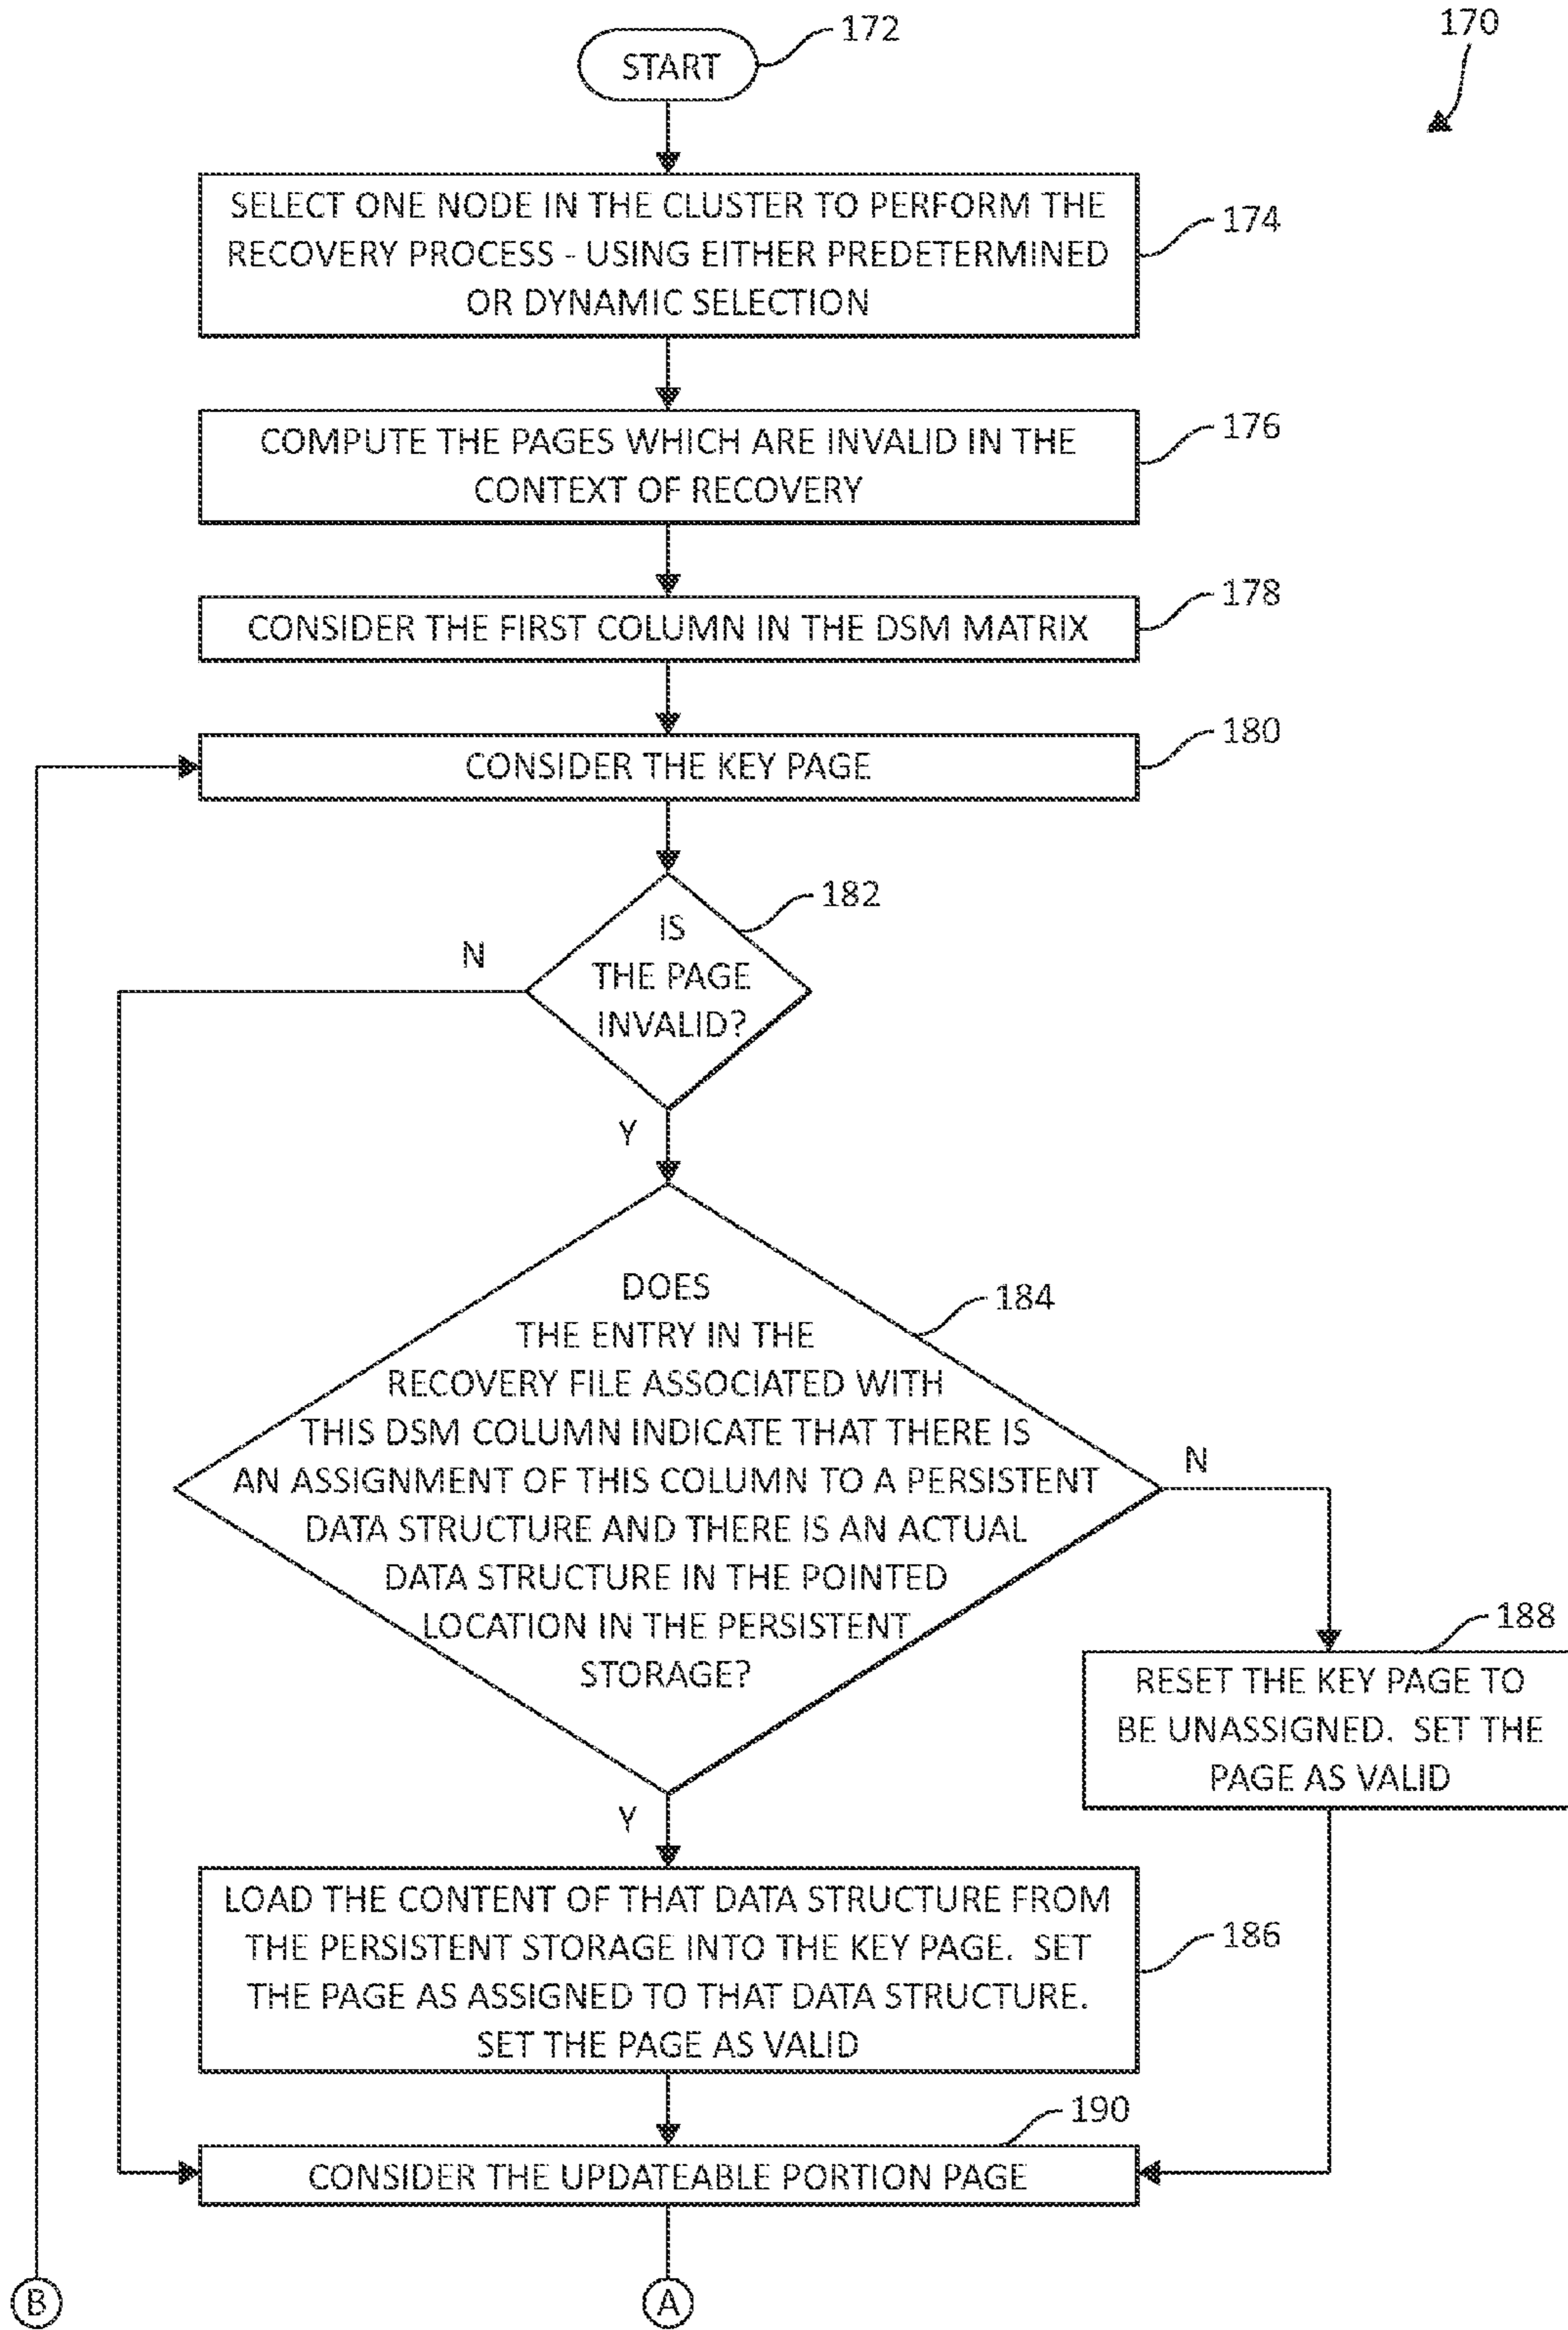 170
START
172
SELECT ONE NODE IN THE CLUSTER TO PERFORM THE
RECOVERY PROCESS - USING EITHER PREDETERMINED
OR DYNAMIC SELECTION
174
COMPUTE THE PAGES WHICH ARE INVALID IN THE
CONTEXT OF RECOVERY
176
CONSIDER THE FIRST COLUMN IN THE DSM MATRIX
178
CONSIDER THE KEY PAGE
180
IS
THE PAGE
INVALID?
182
N
Y
DOES
THE ENTRY IN THE
RECOVERY FILE ASSOCIATED WITH
THIS DSM COLUMN INDICATE THAT THERE IS
AN ASSIGNMENT OF THIS COLUMN TO A PERSISTENT
DATA STRUCTURE AND THERE IS AN ACTUAL
DATA STRUCTURE IN THE POINTED
LOCATION IN THE PERSISTENT
STORAGE?
184
N
Y
RESET THE KEY PAGE TO
BE UNASSIGNED. SET THE
PAGE AS VALID
188
LOAD THE CONTENT OF THAT DATA STRUCTURE FROM
THE PERSISTENT STORAGE INTO THE KEY PAGE. SET
THE PAGE AS ASSIGNED TO THAT DATA STRUCTURE.
SET THE PAGE AS VALID
186
CONSIDER THE UPDATEABLE PORTION PAGE
190
B
A